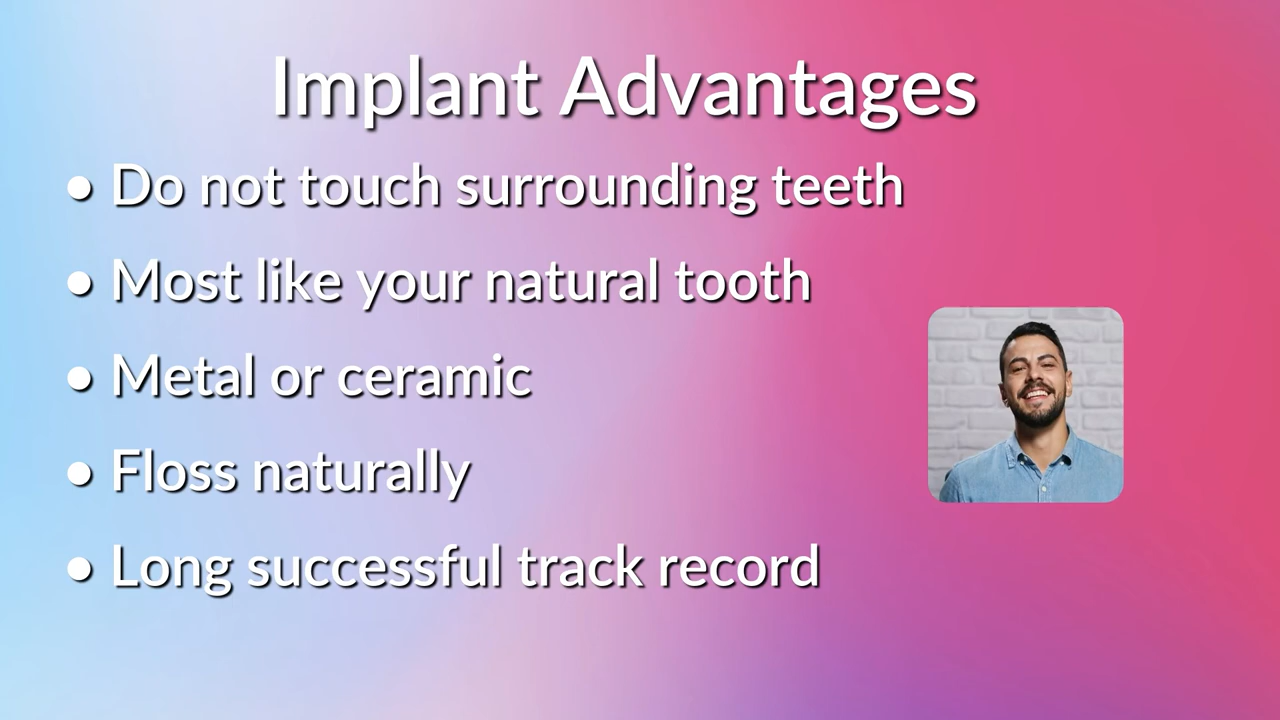 Implant Advantages
• Do not touch surrounding teeth
• Most like your natural tooth
• Metal or ceramic
• Floss naturally
• Long successful track record